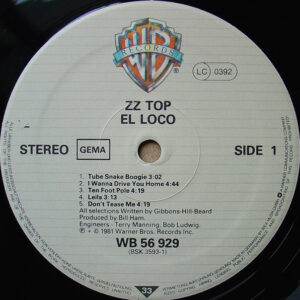 WB
RECORDS
LC 0392
ZZ TOP
EL LOCO
STEREO
GEMA
SIDE 1
1. Tube Snake Boogie 3:02
2. I Wanna Drive You Home 4:44
3. Ten Foot Pole 4:19
4. Leila 3:13
5. Don't Tease Me 4:19
All selections Written by Gibbons-Hill-Beard
Produced by Bill Ham.
Engineers - Terry Manning, Bob Ludwig.
℗ + © 1981 Warner Bros. Records Inc.
WB 56 929
(BSK 3593-1)
33